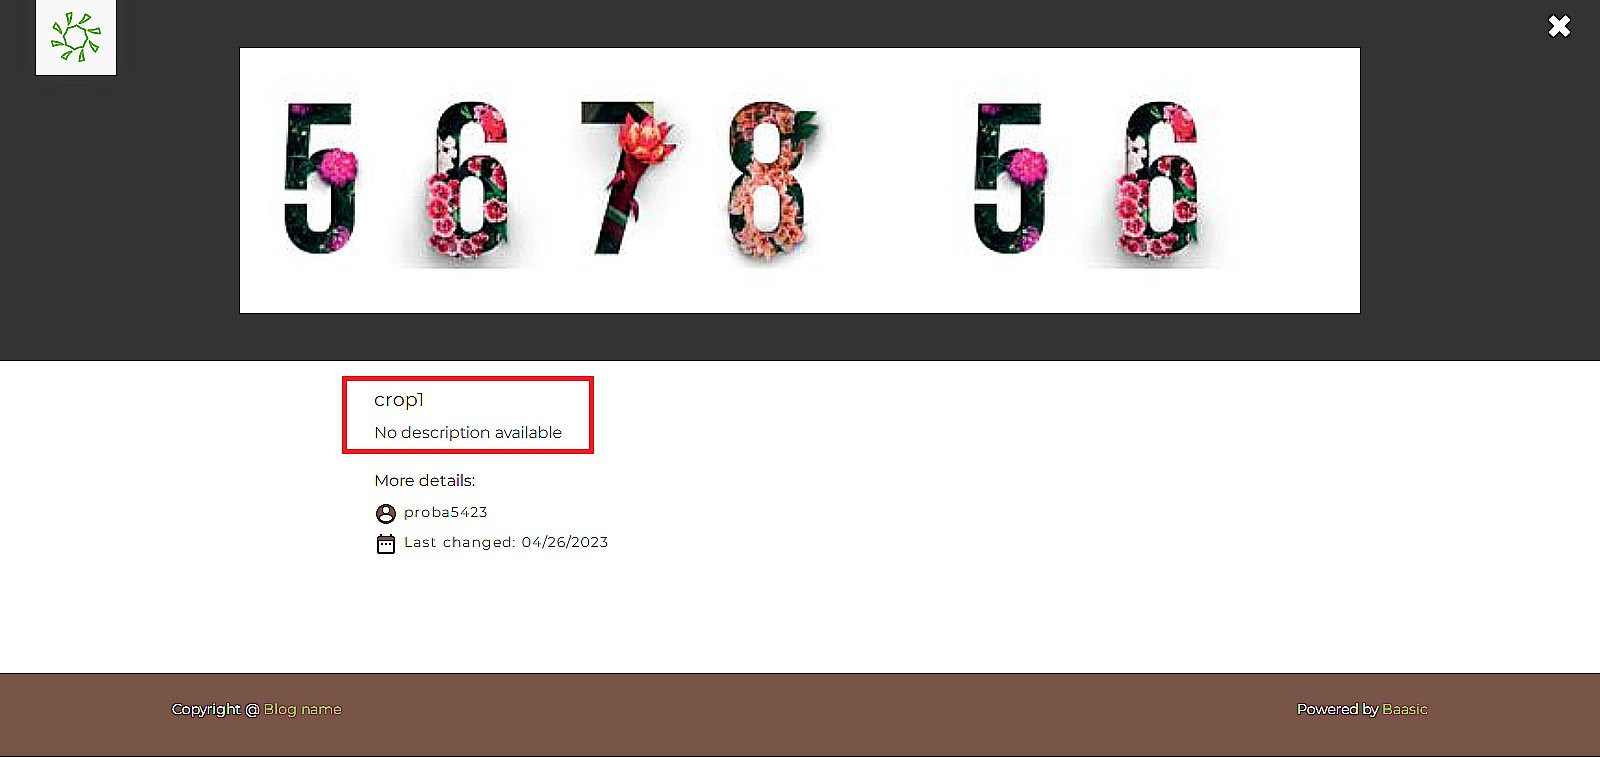 5 6 7 8 5 6
crop1
No description available
More details:
proba5423
Last changed: 04/26/2023
Copyright @ Blog name
Powered by Baasic